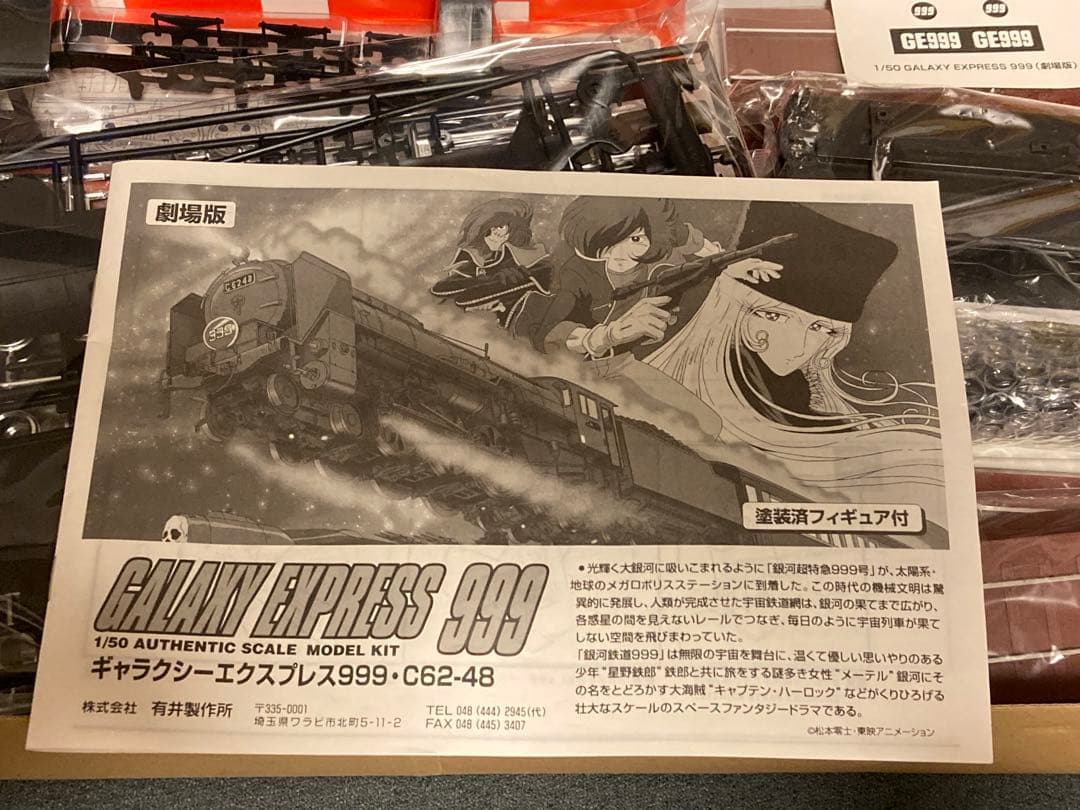 999 999
GE999 GE999
1/50 GALAXY EXPRESS 999 (劇場版)
劇場版
C6248
999
塗装済フィギュア付
GALAXY EXPRESS 999
1/50 AUTHENTIC SCALE MODEL KIT
ギャラクシーエクスプレス999・C62-48
株式会社 有井製作所 〒335-0001 TEL 048 (444) 2945(代)
埼玉県ワラビ市北町5-11-2 FAX 048 (445) 3407
●光輝く大銀河に吸いこまれるように「銀河超特急999号」が、太陽系・
地球のメガロポリスステーションに到着した。この時代の機械文明は驚
異的に発展し、人類が完成させた宇宙鉄道網は、銀河の果てまで広がり、
各惑星の間を見えないレールでつなぎ、毎日のように宇宙列車が果て
しない空間を飛びまわっていた。
「銀河鉄道999」は無限の宇宙を舞台に、温くて優しい思いやりのある
少年"星野鉄郎"鉄郎と共に旅をする謎多き女性"メーテル"銀河にそ
の名をとどろかす大海賊"キャプテン・ハーロック"などがくりひろげる
壮大なスケールのスペースファンタジードラマである。
©松本零士・東映アニメーション